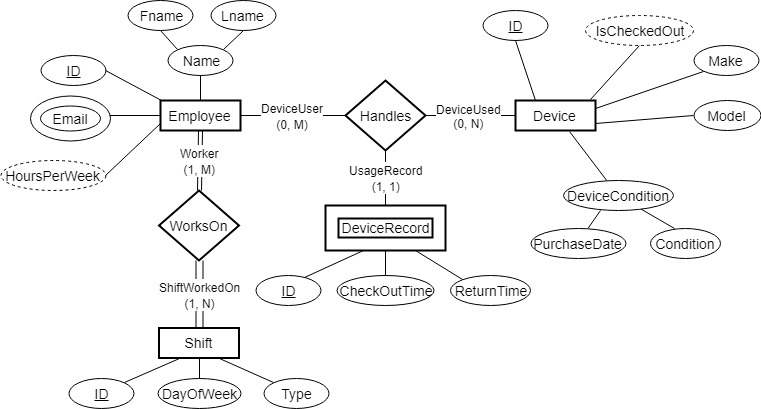 Fname
Lname
Name
ID
Email
HoursPerWeek
Employee
DeviceUser
(0, M)
Handles
DeviceUsed
(0, N)
Device
ID
IsCheckedOut
Make
Model
DeviceCondition
PurchaseDate
Condition
Worker
(1, M)
WorksOn
ShiftWorkedOn
(1, N)
Shift
ID
DayOfWeek
Type
UsageRecord
(1, 1)
DeviceRecord
ID
CheckOutTime
ReturnTime